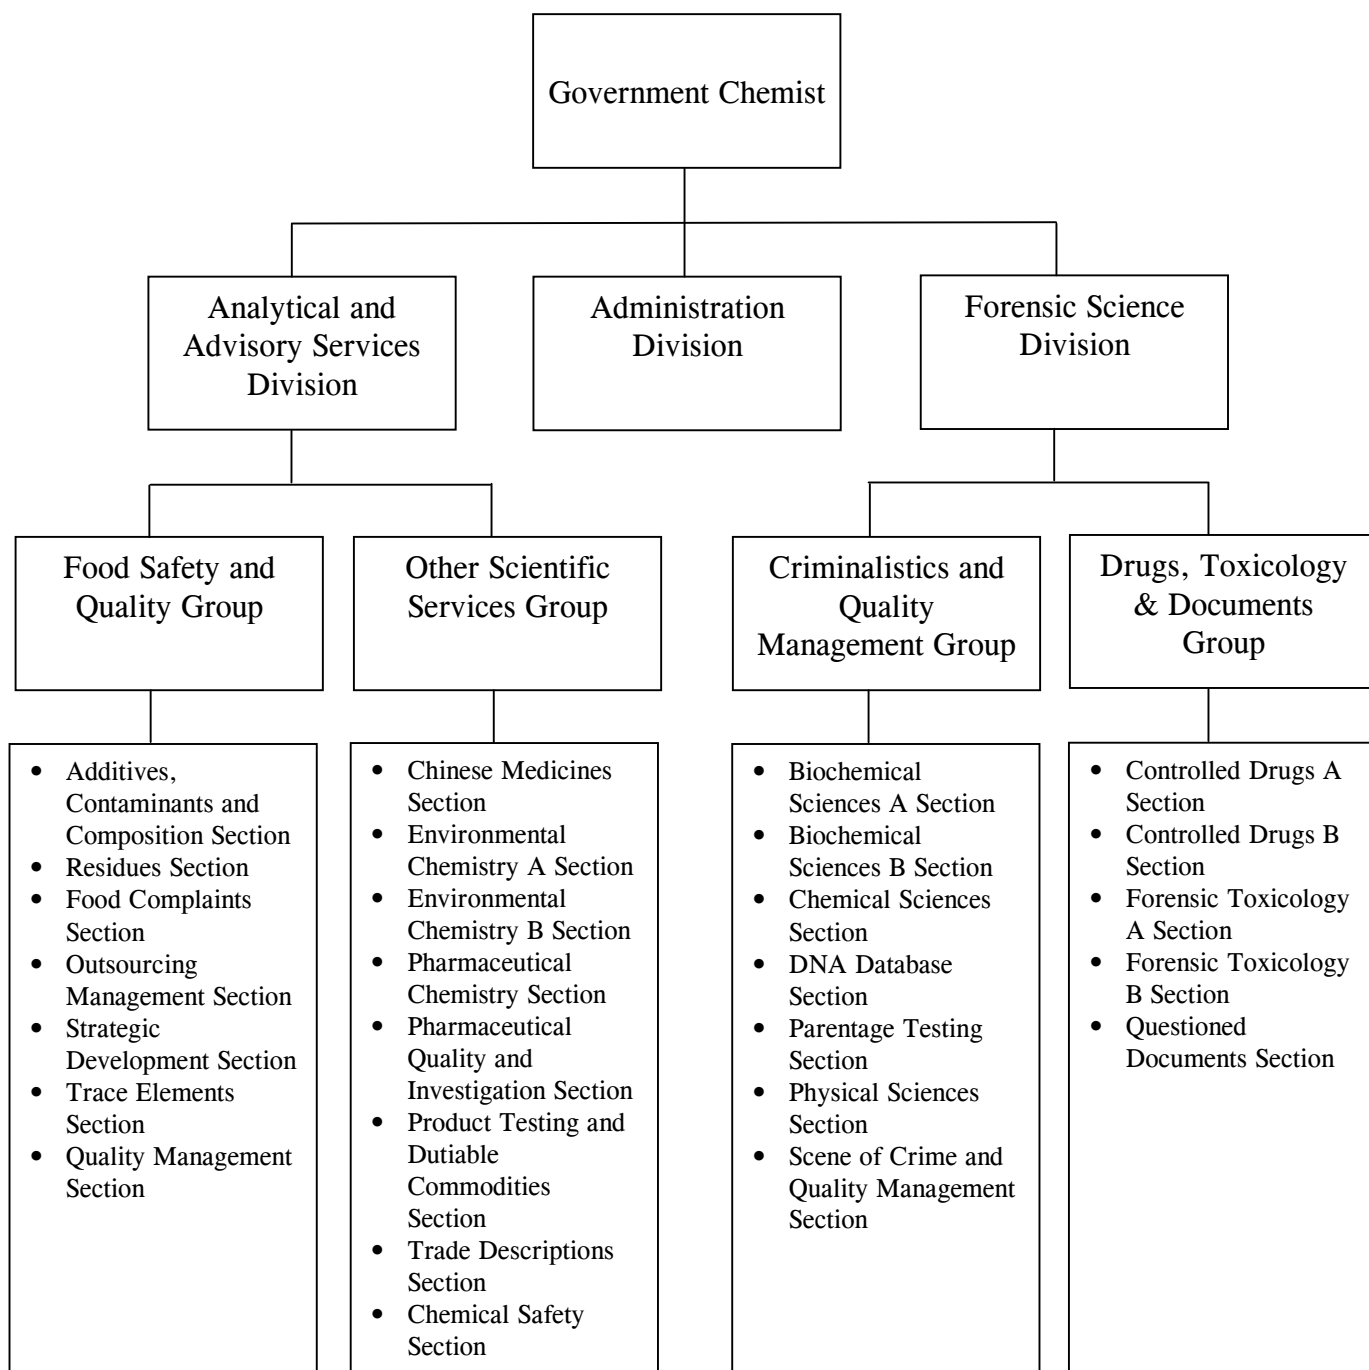 Government Chemist
Analytical and
Advisory Services
Division
Administration
Division
Forensic Science
Division
Food Safety and
Quality Group
Other Scientific
Services Group
Criminalistics and
Quality
Management Group
Drugs, Toxicology
& Documents
Group
• Additives,
Contaminants and
Composition Section
• Residues Section
• Food Complaints
Section
• Outsourcing
Management Section
• Strategic
Development Section
• Trace Elements
Section
• Quality Management
Section
• Chinese Medicines
Section
• Environmental
Chemistry A Section
• Environmental
Chemistry B Section
• Pharmaceutical
Chemistry Section
• Pharmaceutical
Quality and
Investigation Section
• Product Testing and
Dutiable
Commodities
Section
• Trade Descriptions
Section
• Chemical Safety
Section
• Biochemical
Sciences A Section
• Biochemical
Sciences B Section
• Chemical Sciences
Section
• DNA Database
Section
• Parentage Testing
Section
• Physical Sciences
Section
• Scene of Crime and
Quality Management
Section
• Controlled Drugs A
Section
• Controlled Drugs B
Section
• Forensic Toxicology
A Section
• Forensic Toxicology
B Section
• Questioned
Documents Section